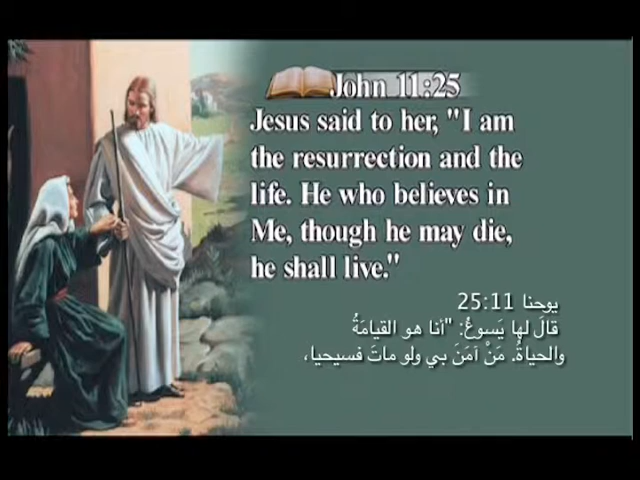 John 11:25
Jesus said to her, "I am
the resurrection and the
life. He who believes in
Me, though he may die,
he shall live."
يوحنا 25:11
قالَ لها يَسوعُ: "أنا هو القيامَةُ
والحياةُ. مَنْ آمَنَ بي ولو ماتَ فسيحيا،